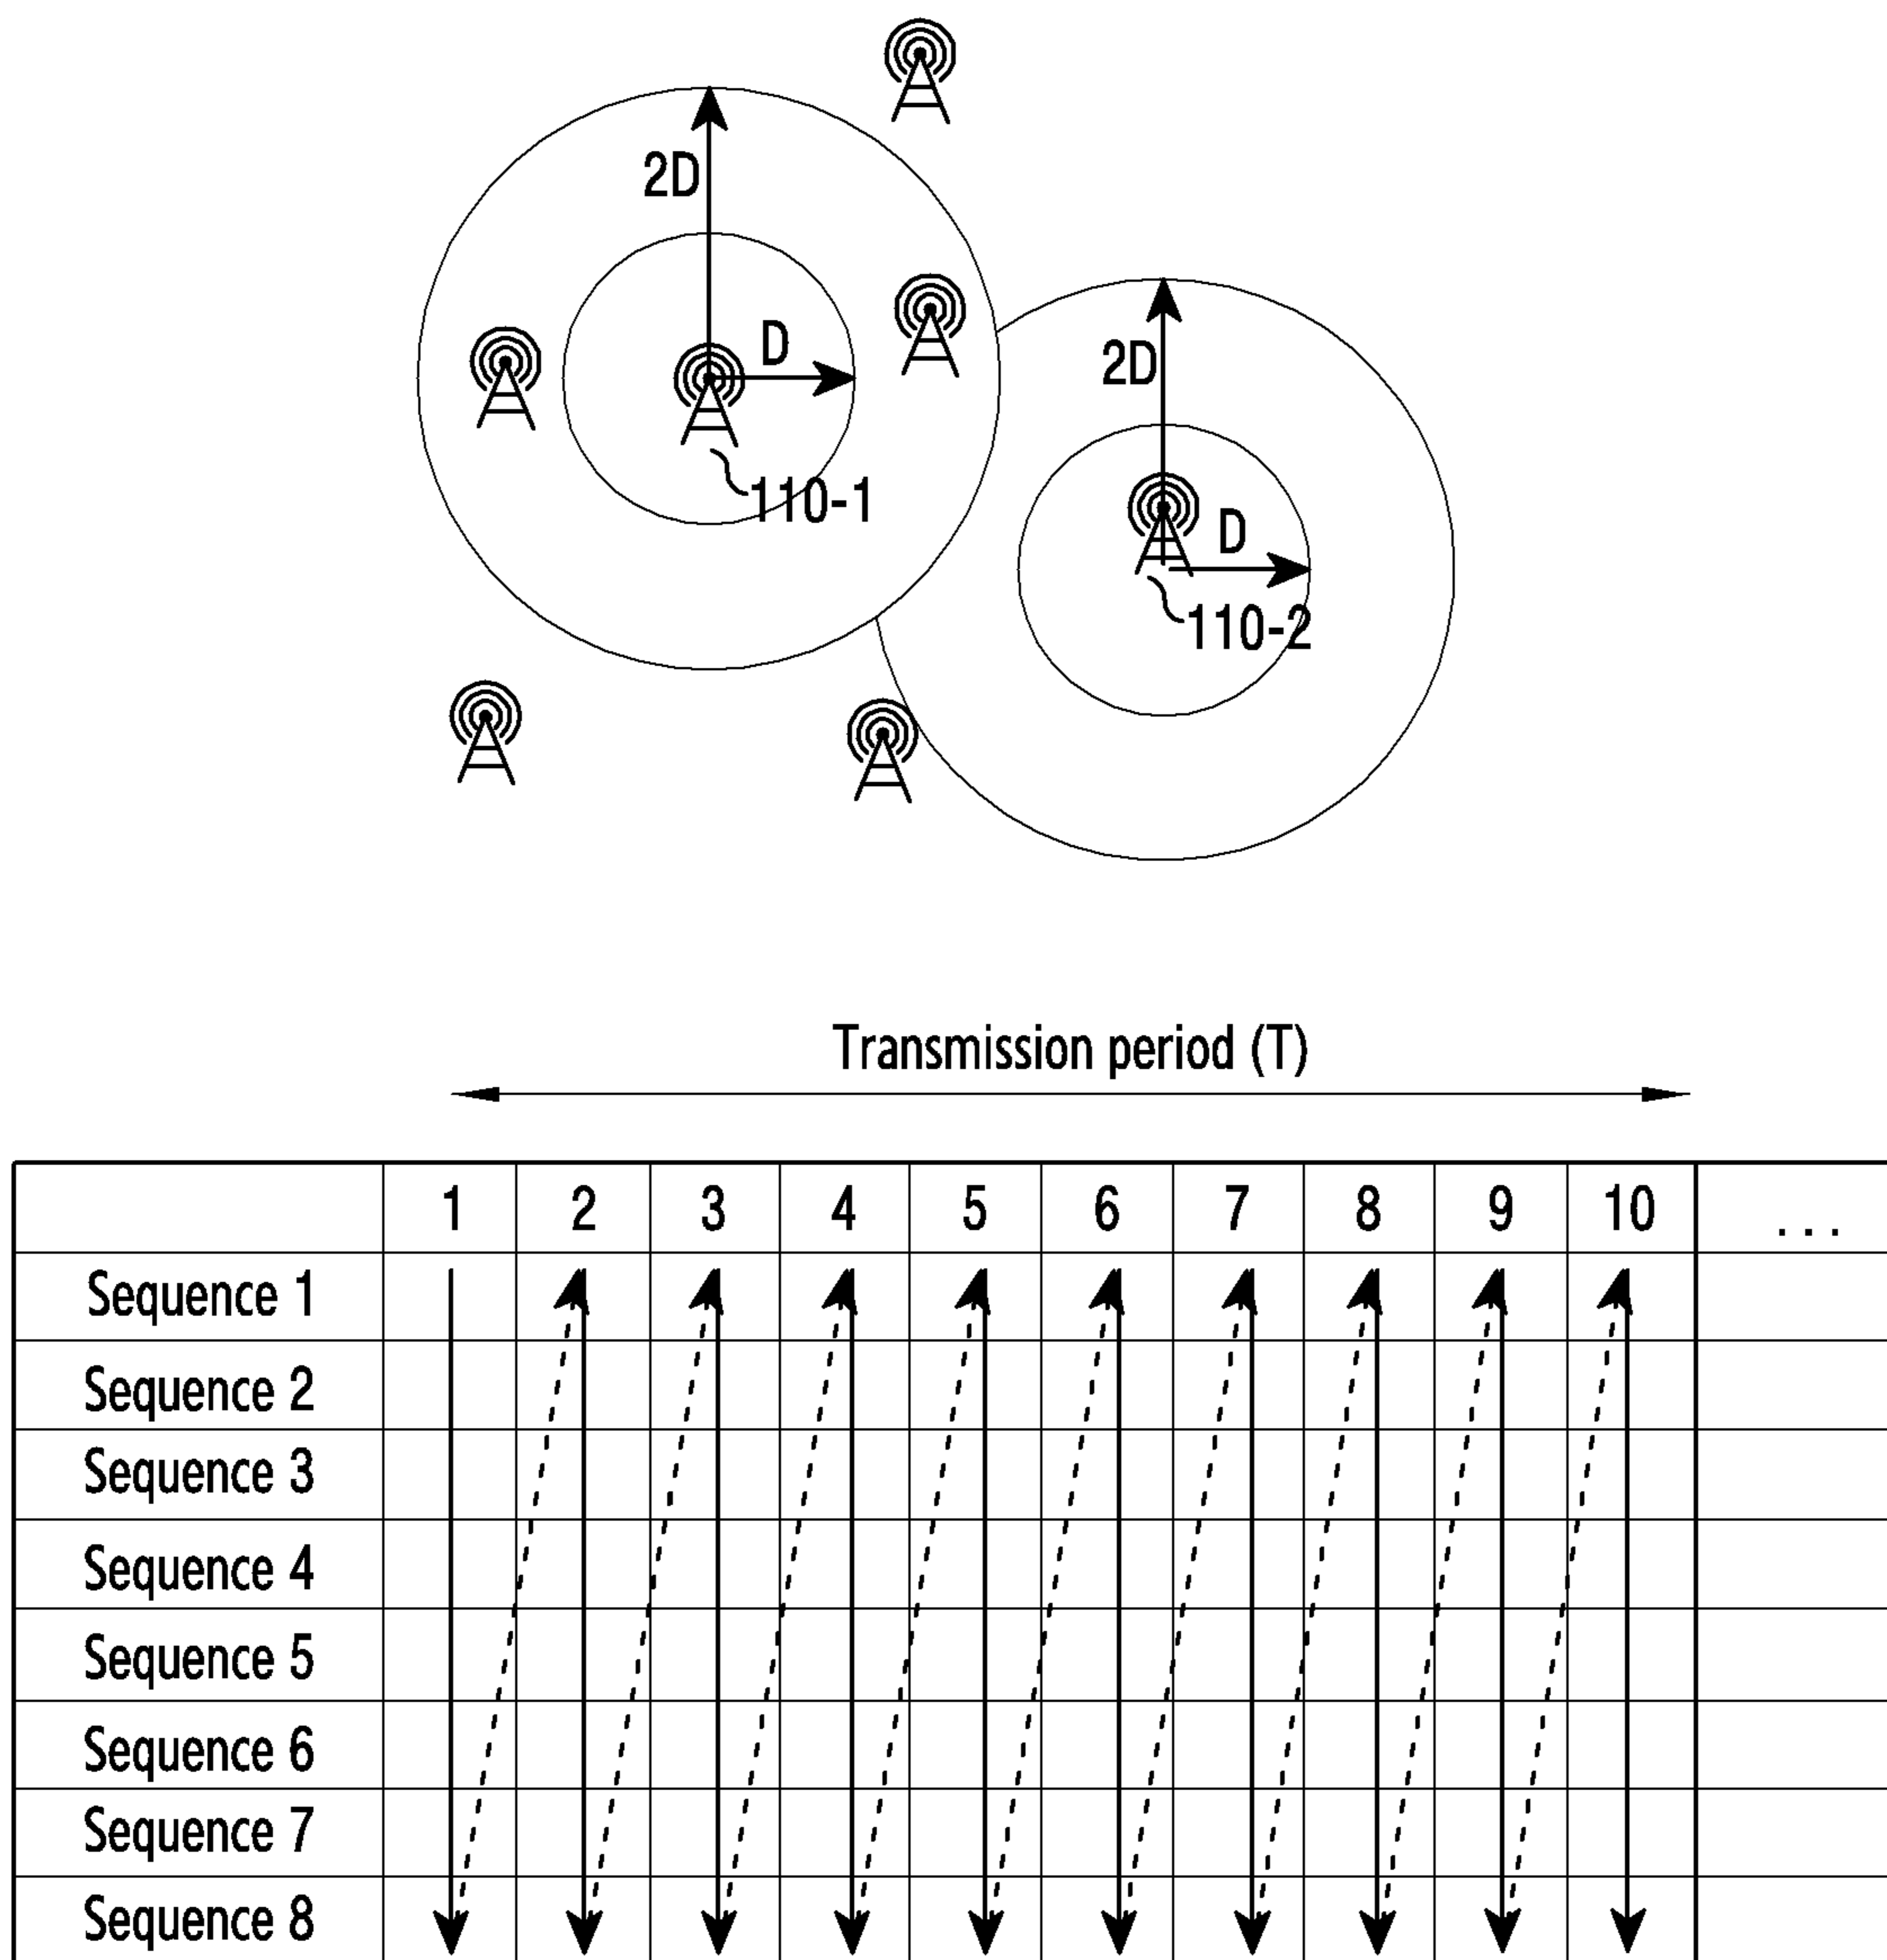 2D
D
110-1
2D
D
110-2
Transmission period (T)
1 2 3 4 5 6 7 8 9 10 ...
Sequence 1
Sequence 2
Sequence 3
Sequence 4
Sequence 5
Sequence 6
Sequence 7
Sequence 8